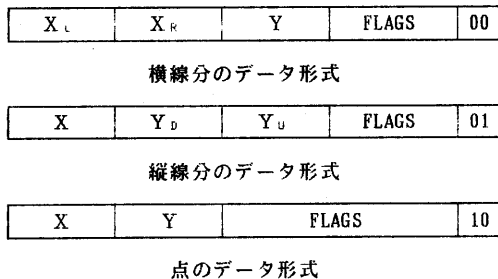 X L X R Y FLAGS 00
横線分のデータ形式
X Y D Y U FLAGS 01
縦線分のデータ形式
X Y FLAGS 10
点のデータ形式